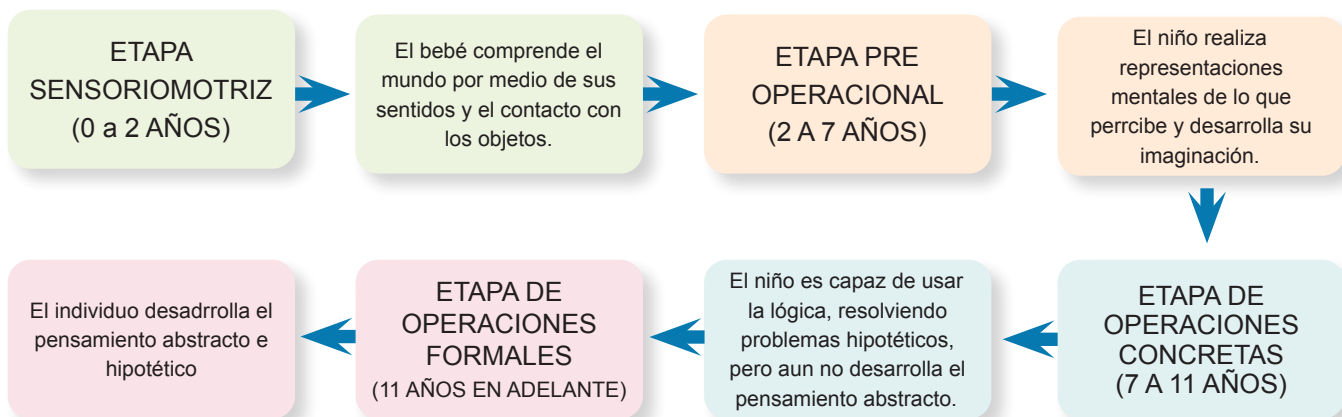 ETAPA
SENSORIOMOTRIZ
(0 a 2 AÑOS)
El bebé comprende el
mundo por medio de sus
sentidos y el contacto con
los objetos.
ETAPA PRE
OPERACIONAL
(2 A 7 AÑOS)
El niño realiza
representaciones
mentales de lo que
perrcibe y desarrolla su
imaginación.
ETAPA DE
OPERACIONES
CONCRETAS
(7 A 11 AÑOS)
El niño es capaz de usar
la lógica, resolviendo
problemas hipotéticos,
pero aun no desarrolla el
pensamiento abstracto.
ETAPA DE
OPERACIONES
FORMALES
(11 AÑOS EN ADELANTE)
El individuo desadrrolla el
pensamiento abstracto e
hipotético